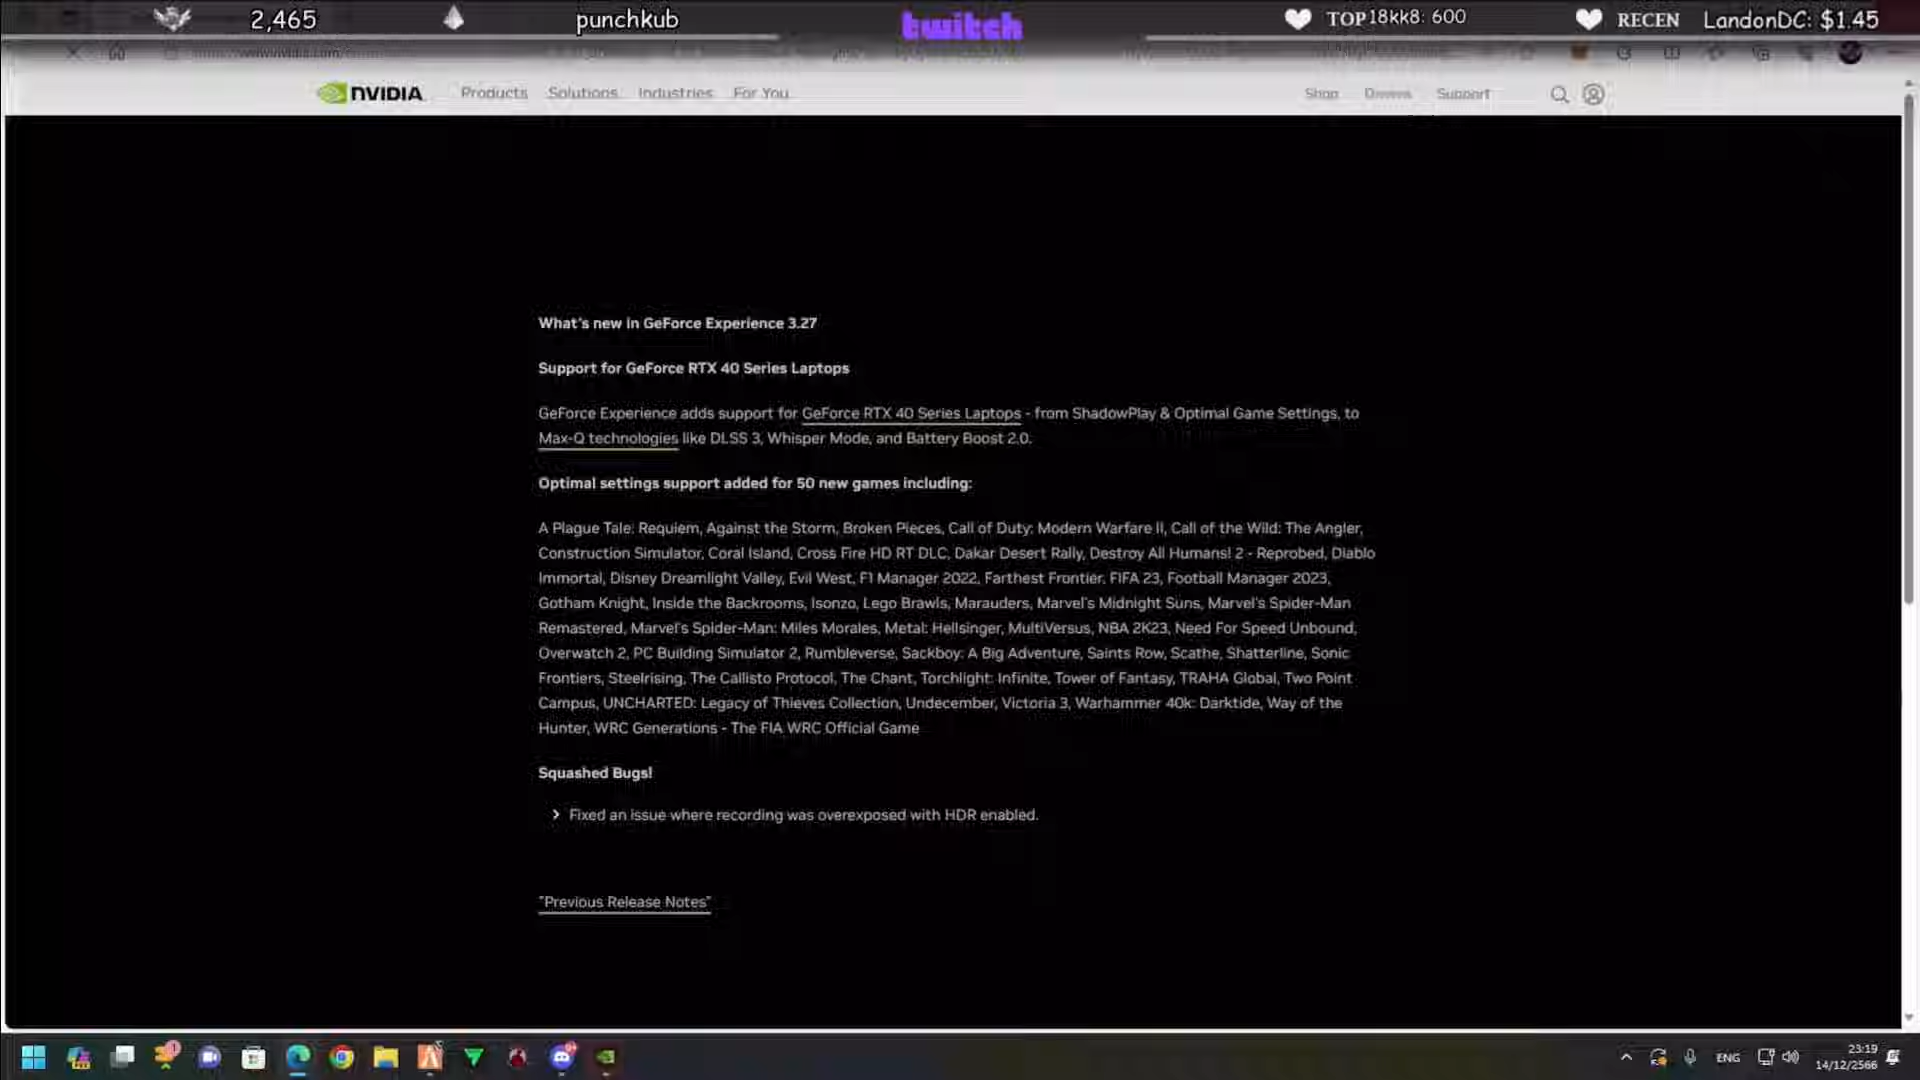 2,465
punchkub
twitch
TOP 18kk8: 600
RECEN LandonDC: $1.45
NVIDIA
Products Solutions Industries For You
Shop Drivers Support
What's new in GeForce Experience 3.27
Support for GeForce RTX 40 Series Laptops
GeForce Experience adds support for GeForce RTX 40 Series Laptops - from ShadowPlay & Optimal Game Settings, to
Max-Q technologies like DLSS 3, Whisper Mode, and Battery Boost 2.0.
Optimal settings support added for 50 new games including:
A Plague Tale: Requiem, Against the Storm, Broken Pieces, Call of Duty: Modern Warfare II, Call of the Wild: The Angler,
Construction Simulator, Coral Island, Cross Fire HD RT DLC, Dakar Desert Rally, Destroy All Humans! 2 - Reprobed, Diablo
Immortal, Disney Dreamlight Valley, Evil West, F1 Manager 2022, Farthest Frontier. FIFA 23, Football Manager 2023,
Gotham Knight, Inside the Backrooms, Isonzo, Lego Brawls, Marauders, Marvel's Midnight Suns, Marvel's Spider-Man
Remastered, Marvel's Spider-Man: Miles Morales, Metal: Hellsinger, MultiVersus, NBA 2K23, Need For Speed Unbound,
Overwatch 2, PC Building Simulator 2, Rumbleverse, Sackboy: A Big Adventure, Saints Row, Scathe, Shatterline, Sonic
Frontiers, Steelrising, The Callisto Protocol, The Chant, Torchlight: Infinite, Tower of Fantasy, TRAHA Global, Two Point
Campus, UNCHARTED: Legacy of Thieves Collection, Undecember, Victoria 3, Warhammer 40k: Darktide, Way of the
Hunter, WRC Generations - The FIA WRC Official Game
Squashed Bugs!
Fixed an issue where recording was overexposed with HDR enabled.
"Previous Release Notes"
ENG
23:19
14/12/2566